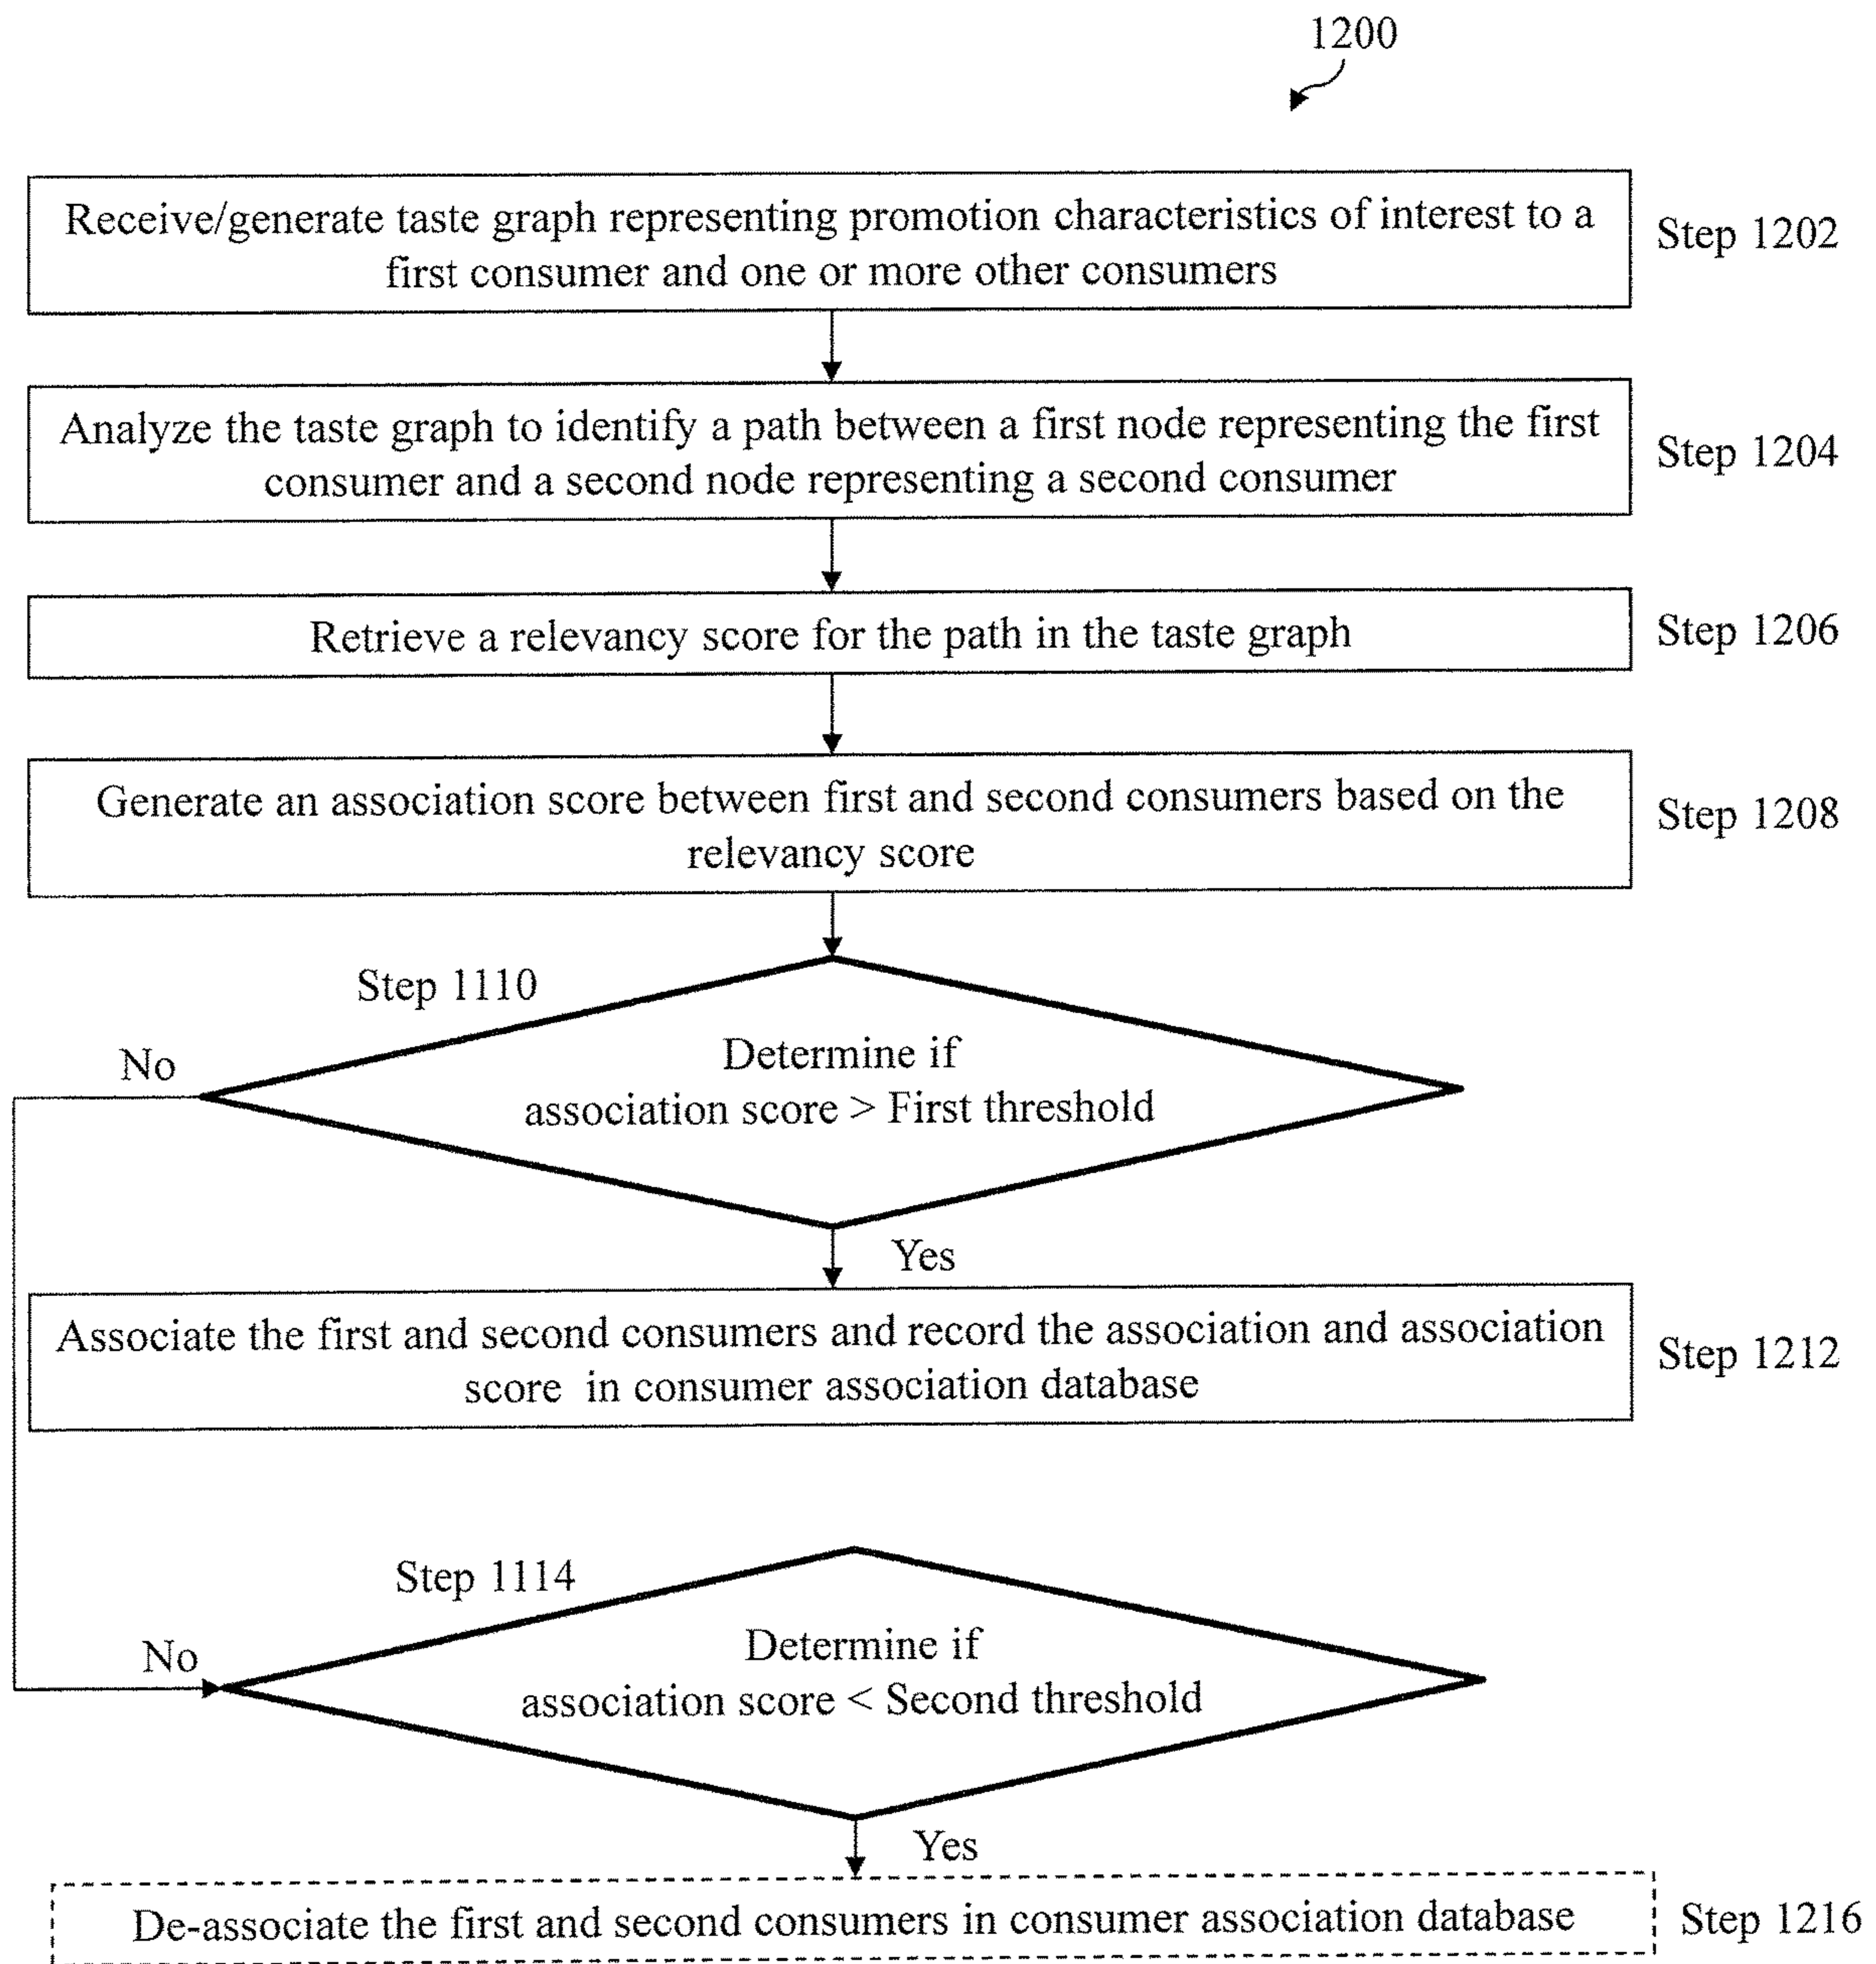 1200
Receive/generate taste graph representing promotion characteristics of interest to a
first consumer and one or more other consumers
Step 1202
Analyze the taste graph to identify a path between a first node representing the first
consumer and a second node representing a second consumer
Step 1204
Retrieve a relevancy score for the path in the taste graph
Step 1206
Generate an association score between first and second consumers based on the
relevancy score
Step 1208
Step 1110
No
Determine if
association score > First threshold
Yes
Associate the first and second consumers and record the association and association
score in consumer association database
Step 1212
Step 1114
No
Determine if
association score < Second threshold
Yes
De-associate the first and second consumers in consumer association database
Step 1216